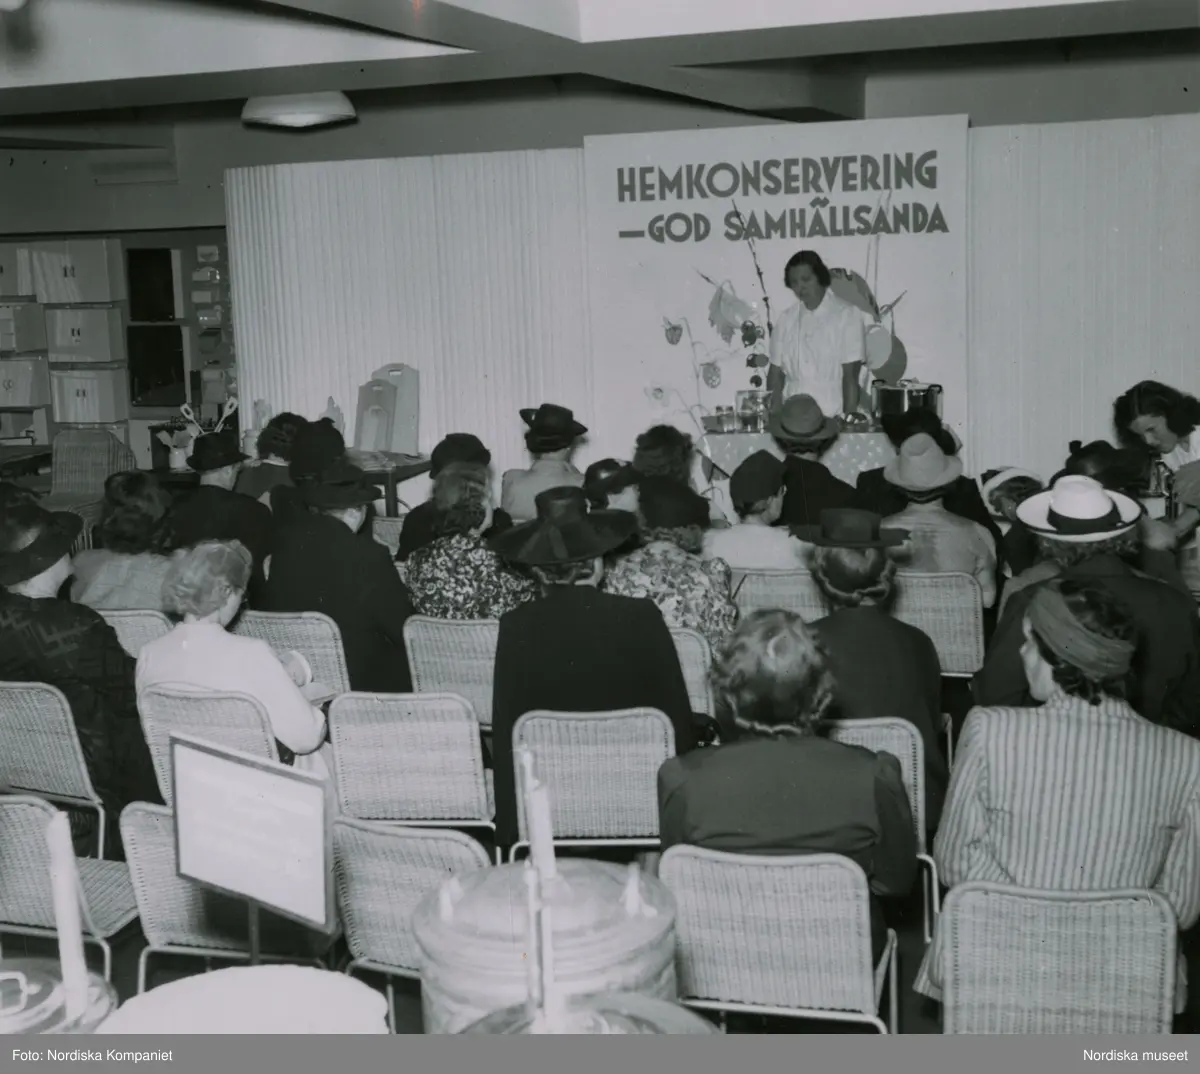 HEMKONSERVERING
—GOD SAMHÄLLSANDA
Foto: Nordiska Kompaniet
Nordiska museet